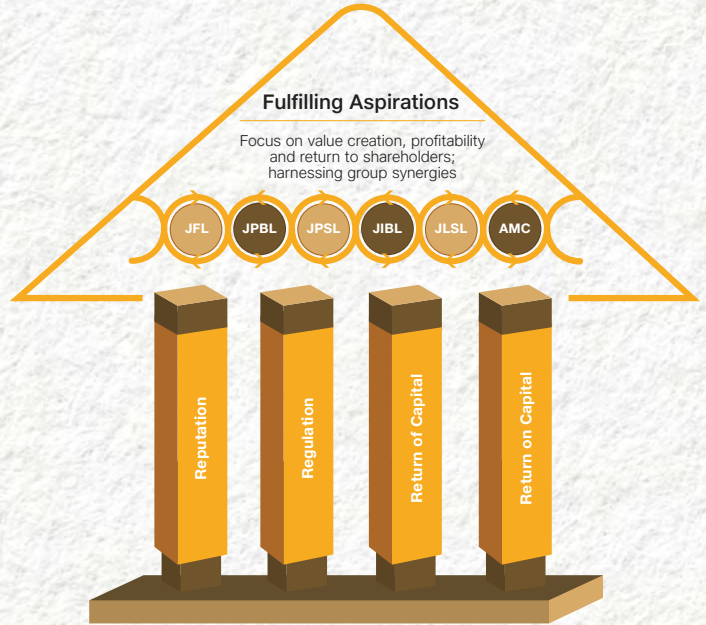 Fulfilling Aspirations
Focus on value creation, profitability
and return to shareholders;
harnessing group synergies
JFL
JPBL
JPSL
JIBL
JLSL
AMC
Reputation
Regulation
Return of Capital
Return on Capital